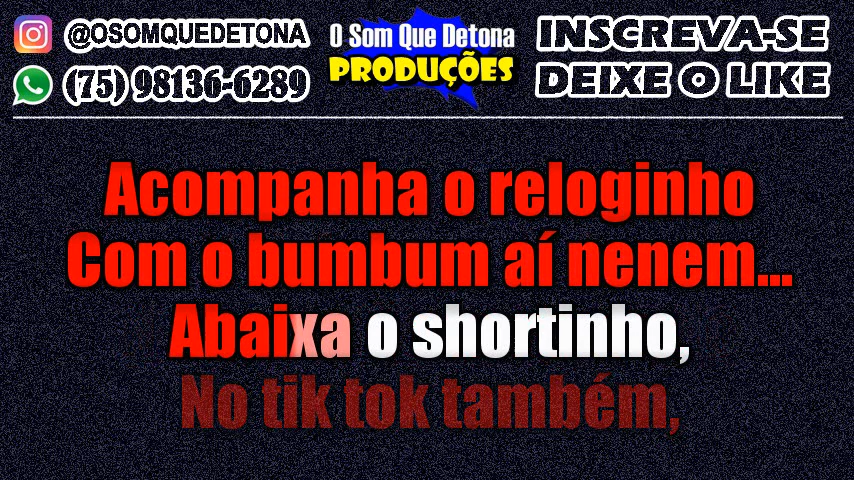 @OSOMQUEDETONA
(75) 98136-6289
O Som Que Detona
PRODUÇÕES
INSCREVA-SE
DEIXE O LIKE
Acompanha o reloginho
Com o bumbum aí nenem...
Abaixa o shortinho,
No tik tok também,